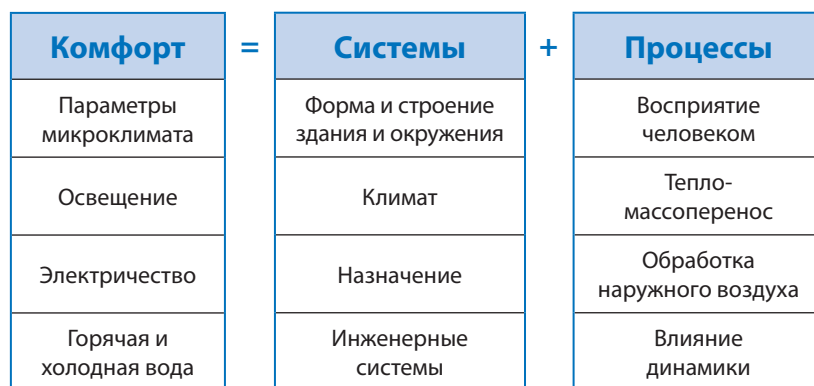 Комфорт = Системы + Процессы
Параметры
микроклимата
Форма и строение
здания и окружения
Восприятие
человеком
Освещение
Климат
Тепло-
массоперенос
Электричество
Назначение
Обработка
наружного воздуха
Горячая и
холодная вода
Инженерные
системы
Влияние
динамики